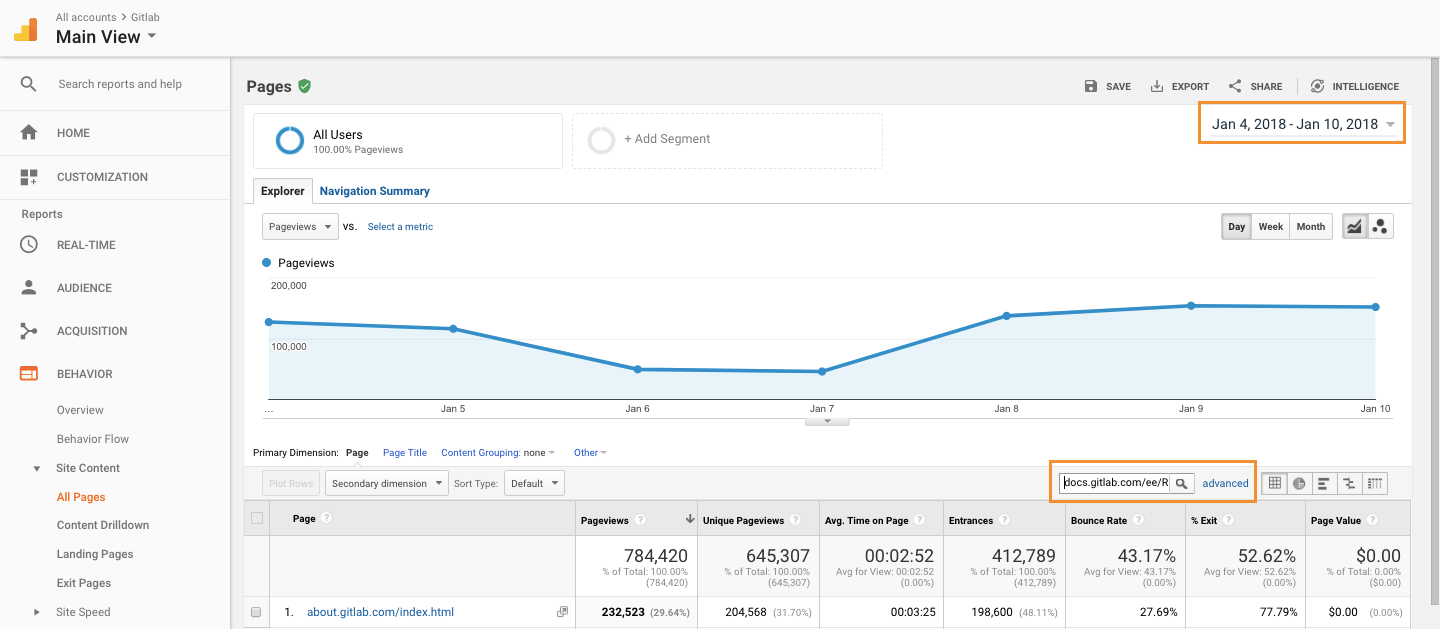 All accounts > Gitlab
Main View
Search reports and help
HOME
CUSTOMIZATION
Reports
REAL-TIME
AUDIENCE
ACQUISITION
BEHAVIOR
Overview
Behavior Flow
Site Content
All Pages
Content Drilldown
Landing Pages
Exit Pages
Site Speed
Pages
SAVE EXPORT SHARE INTELLIGENCE
All Users
100.00% Pageviews
+ Add Segment
Jan 4, 2018 - Jan 10, 2018
Explorer Navigation Summary
Pageviews VS. Select a metric
Day Week Month
Pageviews
200,000
100,000
... Jan 5 Jan 6 Jan 7 Jan 8 Jan 9 Jan 10
Primary Dimension: Page Page Title Content Grouping: none Other
Plot Rows Secondary dimension Sort Type: Default docs.gitlab.com/ee/R advanced
Page ? Pageviews ? Unique Pageviews ? Avg. Time on Page ? Entrances ? Bounce Rate ? % Exit ? Page Value ?
784,420 645,307 00:02:52 412,789 43.17% 52.62% $0.00
% of Total: 100.00% % of Total: 100.00% Avg for View: 00:02:52 % of Total: 100.00% Avg for View: 43.17% Avg for View: 52.62% % of Total: 0.00%
(784,420) (645,307) (0.00%) (412,789) (0.00%) (0.00%) ($0.00)
1. about.gitlab.com/index.html 232,523 (29.64%) 204,568 (31.70%) 00:03:25 198,600 (48.11%) 27.69% 77.79% $0.00 (0.00%)